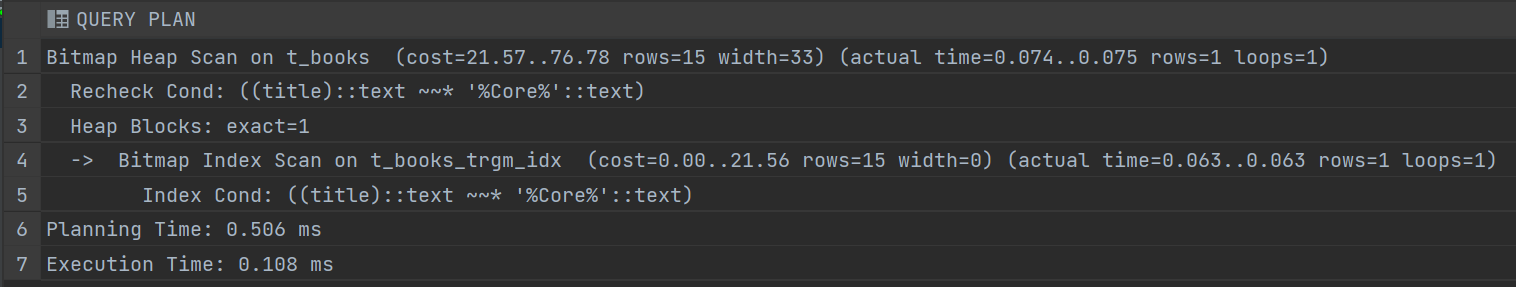 QUERY PLAN
1 Bitmap Heap Scan on t_books  (cost=21.57..76.78 rows=15 width=33) (actual time=0.074..0.075 rows=1 loops=1)
2   Recheck Cond: ((title)::text ~~* '%Core%'::text)
3   Heap Blocks: exact=1
4   ->  Bitmap Index Scan on t_books_trgm_idx  (cost=0.00..21.56 rows=15 width=0) (actual time=0.063..0.063 rows=1 loops=1)
5         Index Cond: ((title)::text ~~* '%Core%'::text)
6 Planning Time: 0.506 ms
7 Execution Time: 0.108 ms